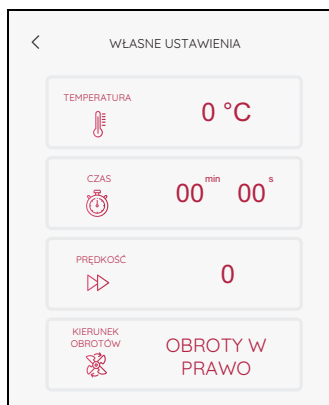 WŁASNE USTAWIENIA
TEMPERATURA
0 °C
CZAS
00 min 00 s
PRĘDKOŚĆ
0
KIERUNEK
OBROTÓW
OBROTY W
PRAWO